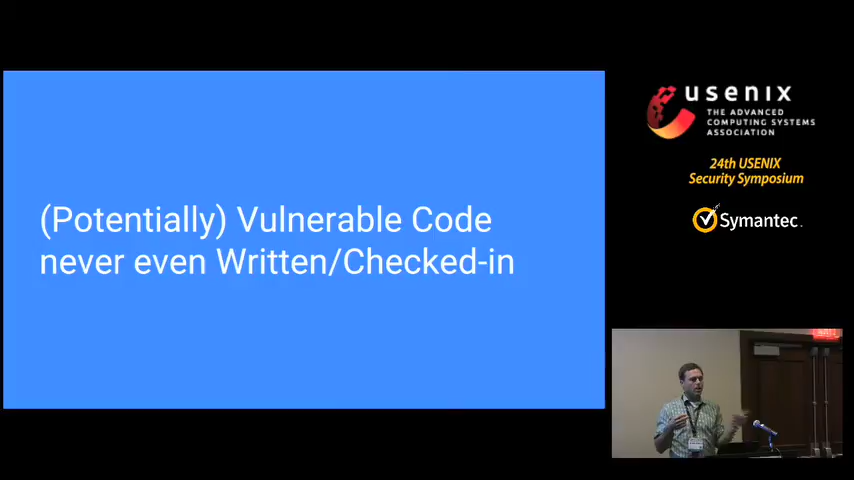 (Potentially) Vulnerable Code
never even Written/Checked-in
usenix
THE ADVANCED
COMPUTING SYSTEMS
ASSOCIATION
24th USENIX
Security Symposium
Symantec.